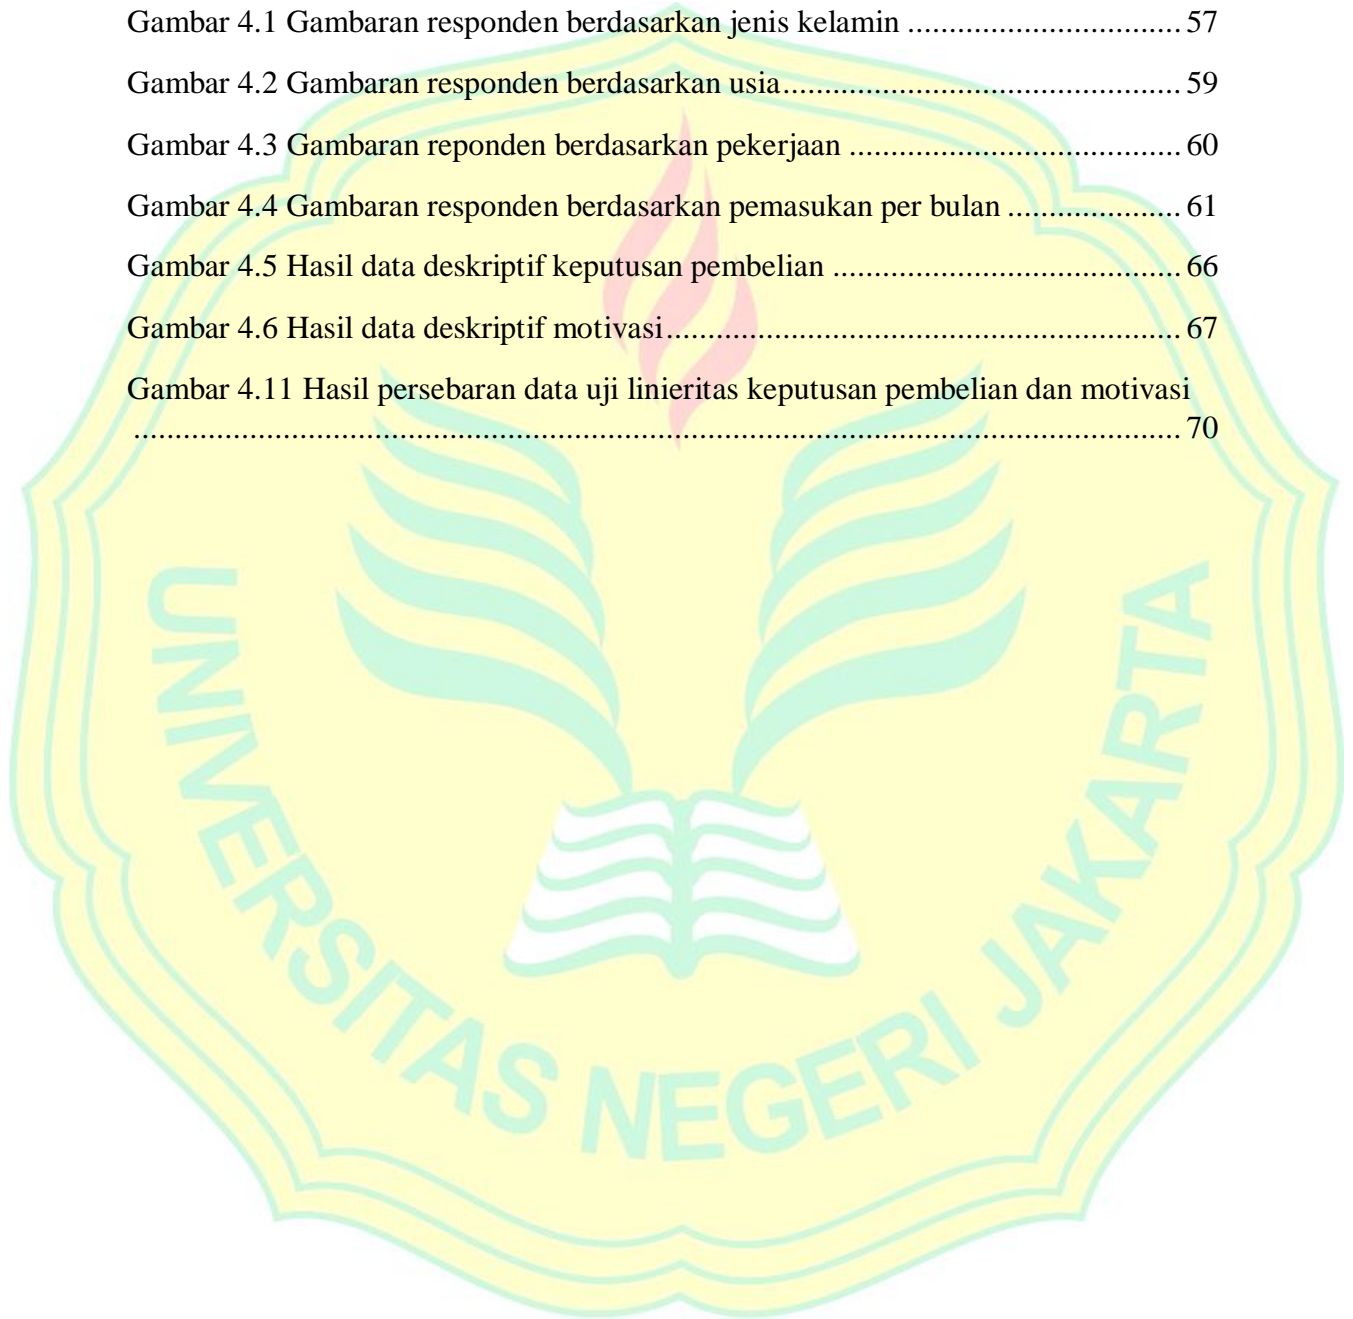 Gambar 4.1 Gambaran responden berdasarkan jenis kelamin ................................. 57
Gambar 4.2 Gambaran responden berdasarkan usia................................................ 59
Gambar 4.3 Gambaran reponden berdasarkan pekerjaan ........................................ 60
Gambar 4.4 Gambaran responden berdasarkan pemasukan per bulan ..................... 61
Gambar 4.5 Hasil data deskriptif keputusan pembelian .......................................... 66
Gambar 4.6 Hasil data deskriptif motivasi.............................................................. 67
Gambar 4.11 Hasil persebaran data uji linieritas keputusan pembelian dan motivasi
............................................................................................................................... 70
UNIVERSITAS NEGERI JAKARTA